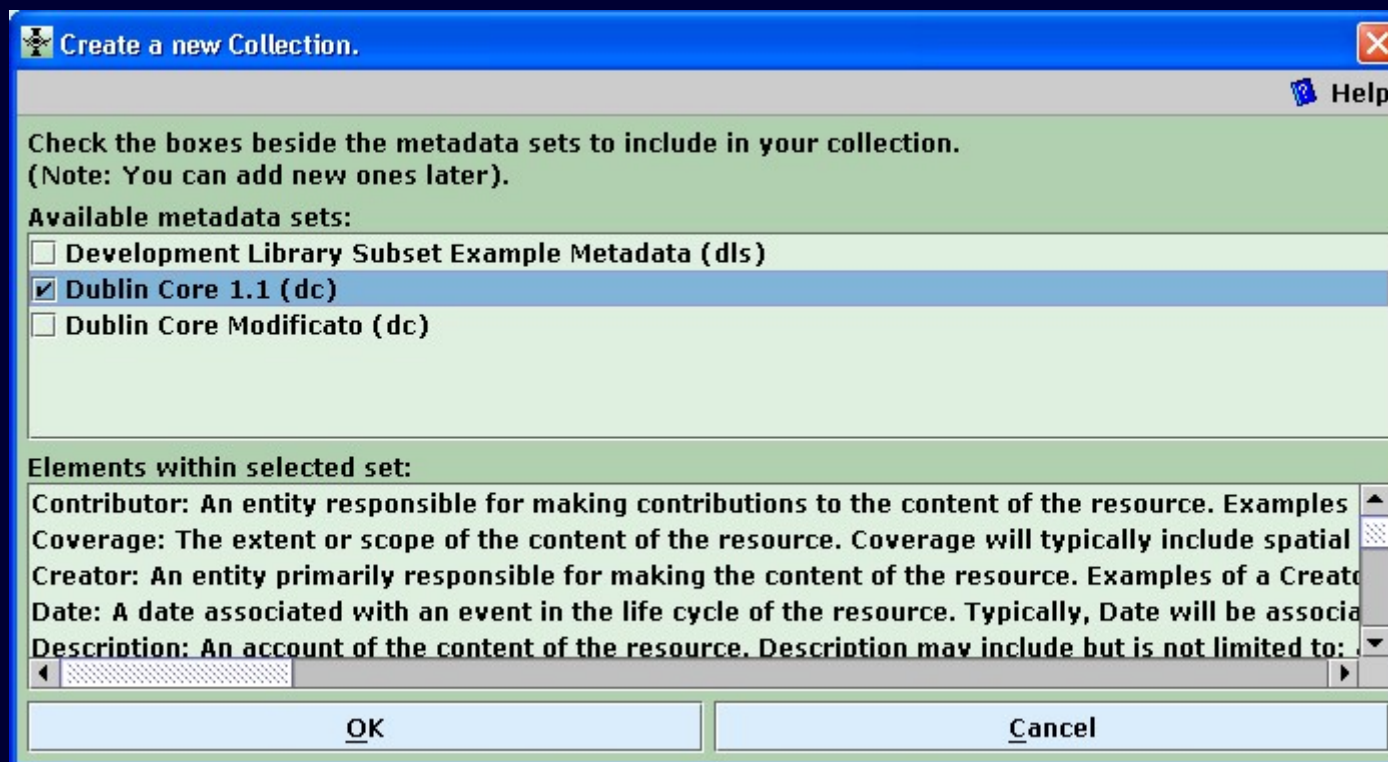 Create a new Collection.
Help
Check the boxes beside the metadata sets to include in your collection.
(Note: You can add new ones later).
Available metadata sets:
Development Library Subset Example Metadata (dls)
Dublin Core 1.1 (dc)
Dublin Core Modificato (dc)
Elements within selected set:
Contributor: An entity responsible for making contributions to the content of the resource. Examples
Coverage: The extent or scope of the content of the resource. Coverage will typically include spatial
Creator: An entity primarily responsible for making the content of the resource. Examples of a
Date: A date associated with an event in the life cycle of the resource. Typically, Date will be
Description: An account of the content of the resource. Description may include but is not limited to:
OK
Cancel